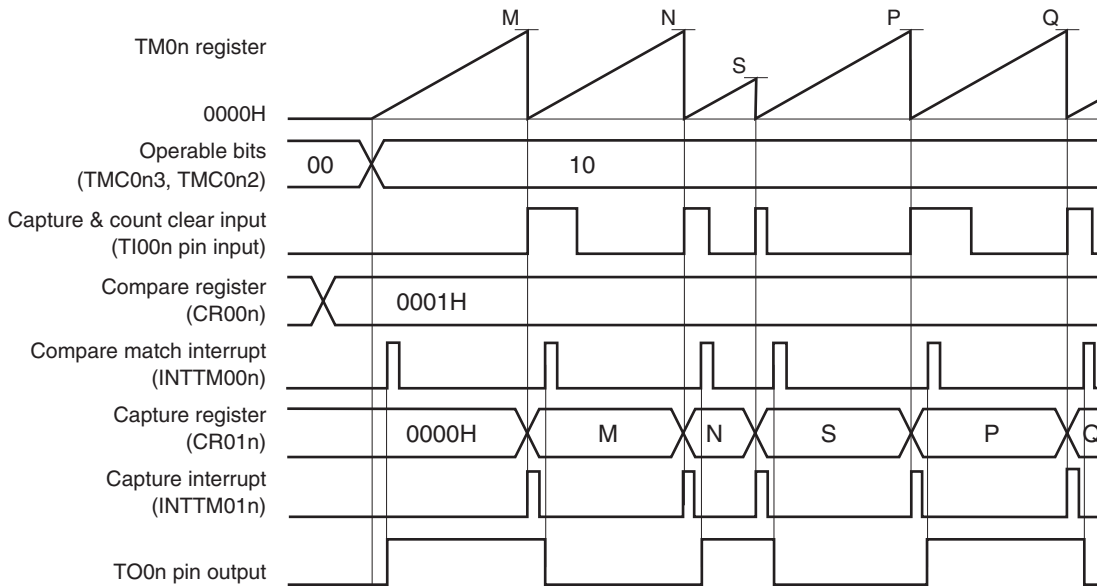 M N P Q
TM0n register
S
0000H
Operable bits
(TMC0n3, TMC0n2)
00 10
Capture & count clear input
(TI00n pin input)
Compare register
(CR00n)
0001H
Compare match interrupt
(INTTM00n)
Capture register
(CR01n)
0000H M N S P Q
Capture interrupt
(INTTM01n)
TO0n pin output